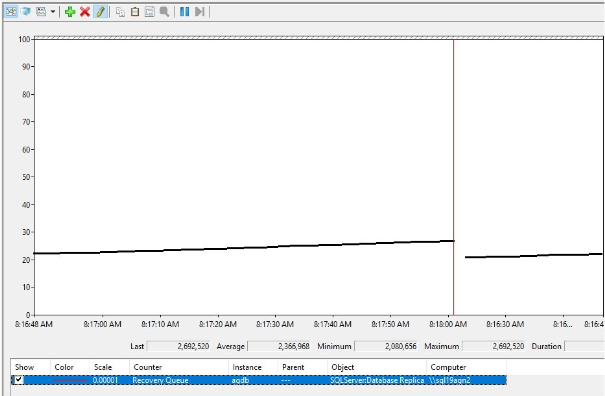 100
90
80
70
60
50
40
30
20
10
0
8:16:48 AM 8:17:00 AM 8:17:10 AM 8:17:20 AM 8:17:30 AM 8:17:40 AM 8:17:50 AM 8:18:00 AM 8:16:30 AM 8:16... 8:16:4
Last 2,692,520 Average 2,366,968 Minimum 2,080,656 Maximum 2,692,520 Duration
Show Color Scale Counter Instance Parent Object Computer
0.00001 Recovery Queue agdb --- SQLServer:Database Replica \\sql19agn2